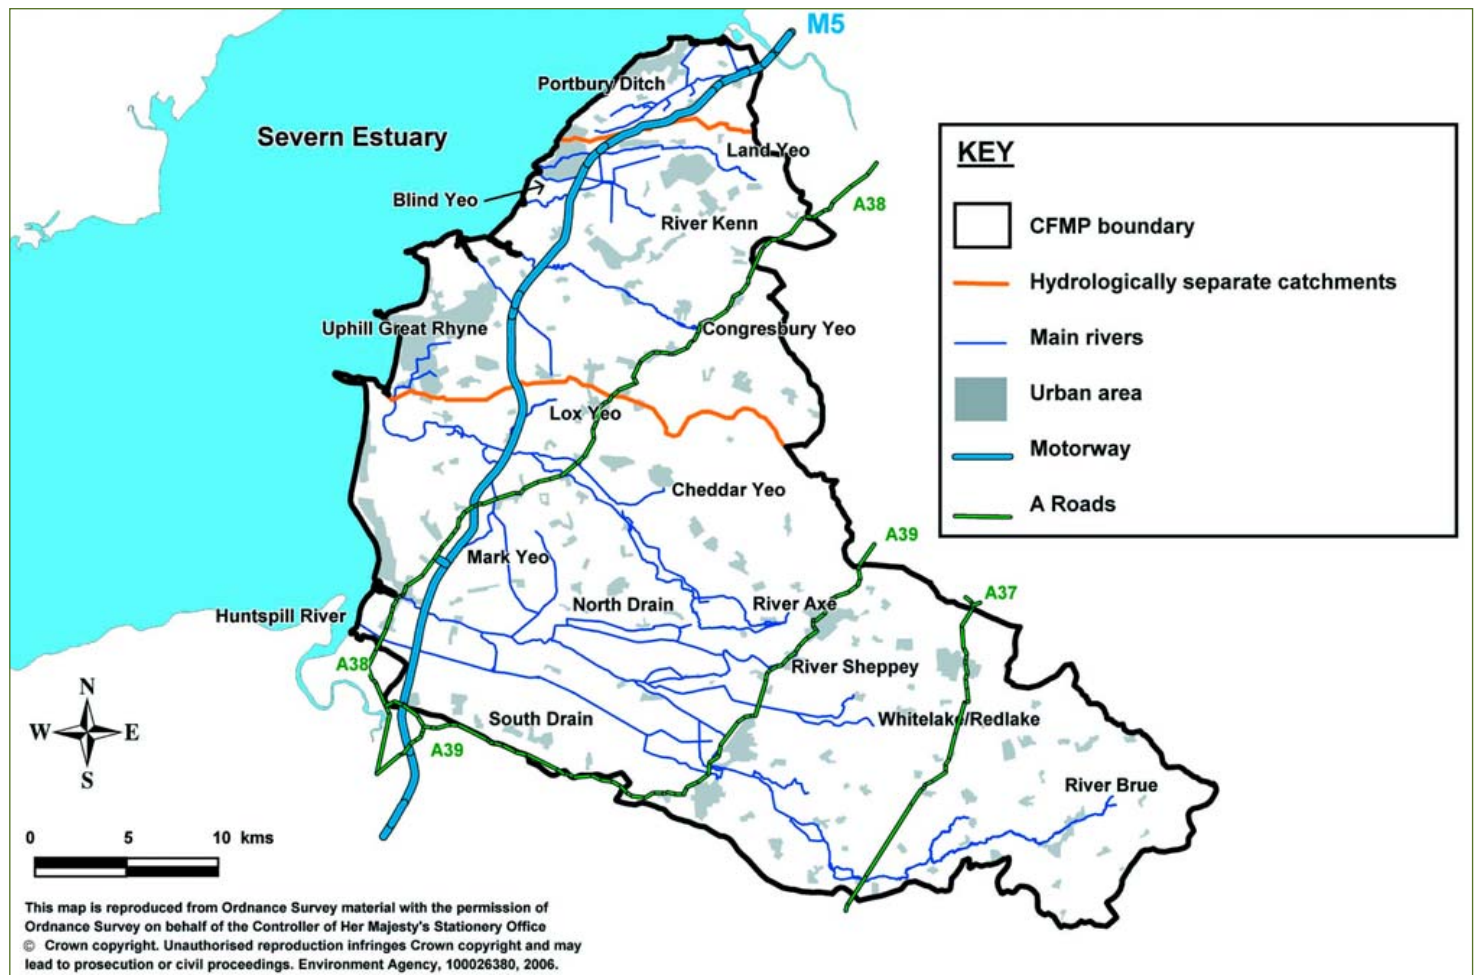 M5
Portbury Ditch
Severn Estuary
Land Yeo
Blind Yeo
A38
River Kenn
Uphill Great Rhyne
Congresbury Yeo
Lox Yeo
Cheddar Yeo
A39
Mark Yeo
A37
North Drain
River Axe
Huntspill River
A38
River Sheppey
South Drain
Whitelake/Redlake
A39
River Brue
KEY
CFMP boundary
Hydrologically separate catchments
Main rivers
Urban area
Motorway
A Roads
N
W E
S
0 5 10 kms
This map is reproduced from Ordnance Survey material with the permission of
Ordnance Survey on behalf of the Controller of Her Majesty's Stationery Office
© Crown copyright. Unauthorised reproduction infringes Crown copyright and may
lead to prosecution or civil proceedings. Environment Agency, 100026380, 2006.